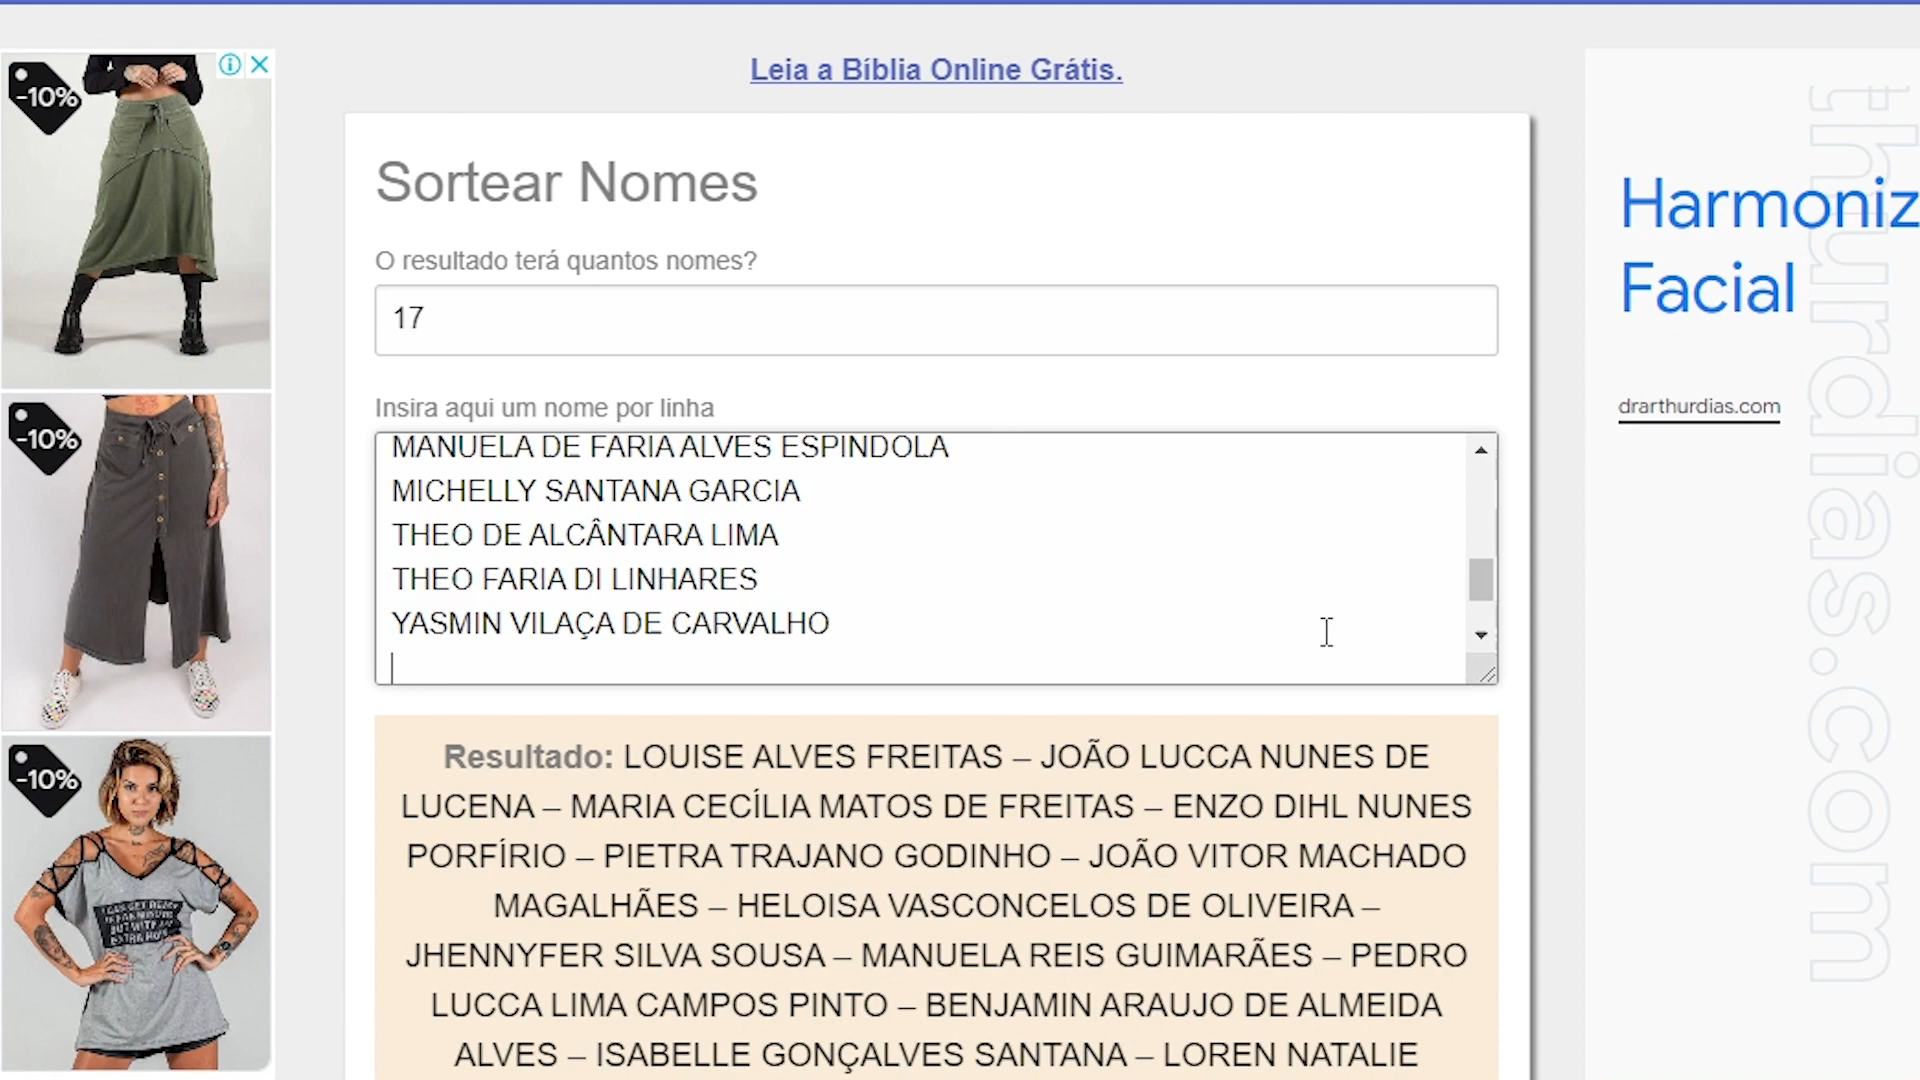 Leia a Bíblia Online Grátis.
Sortear Nomes
O resultado terá quantos nomes?
17
Insira aqui um nome por linha
MANUELA DE FARIA ALVES ESPINDOLA
MICHELLY SANTANA GARCIA
THEO DE ALCÂNTARA LIMA
THEO FARIA DI LINHARES
YASMIN VILAÇA DE CARVALHO
Resultado: LOUISE ALVES FREITAS – JOÃO LUCCA NUNES DE
LUCENA – MARIA CECÍLIA MATOS DE FREITAS – ENZO DIHL NUNES
PORFÍRIO – PIETRA TRAJANO GODINHO – JOÃO VITOR MACHADO
MAGALHÃES – HELOISA VASCONCELOS DE OLIVEIRA –
JHENNYFER SILVA SOUSA – MANUELA REIS GUIMARÃES – PEDRO
LUCCA LIMA CAMPOS PINTO – BENJAMIN ARAUJO DE ALMEIDA
ALVES – ISABELLE GONÇALVES SANTANA – LOREN NATALIE
-10%
-10%
-10%
Harmoniz
Facial
drarthurdias.com
thurdias.com